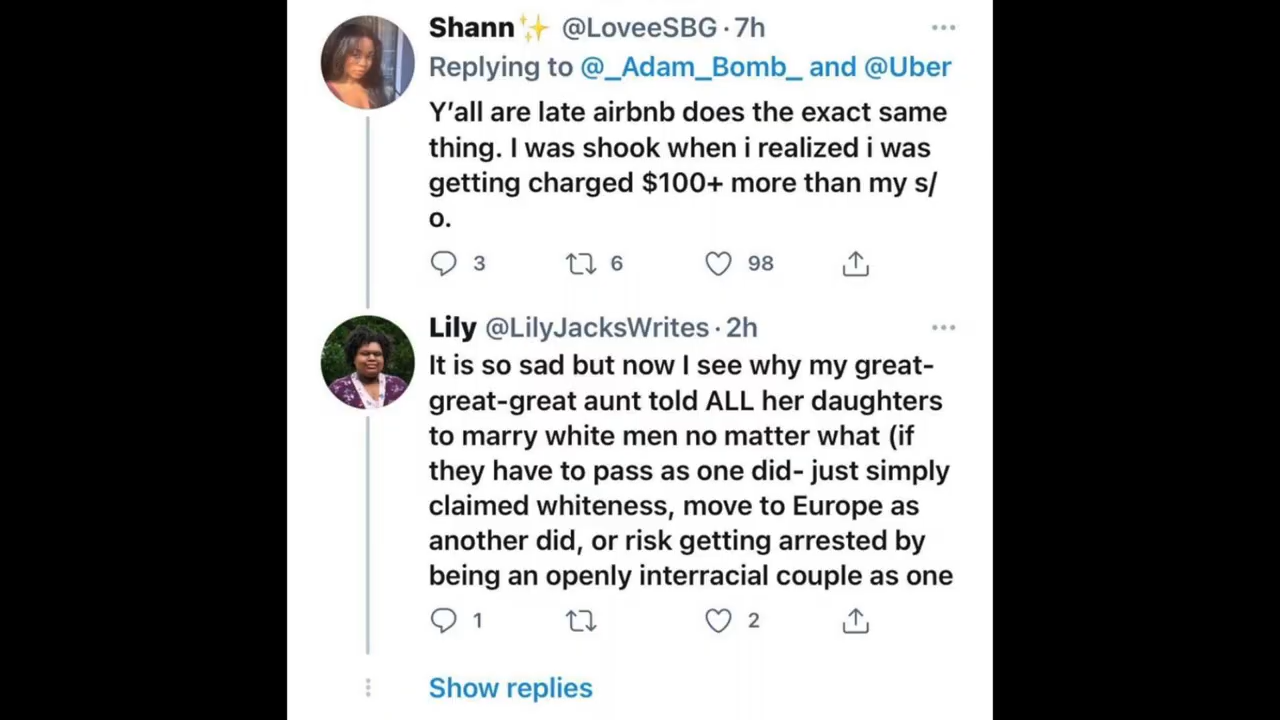 Shann✨ @LoveeSBG · 7h
Replying to @_Adam_Bomb_ and @Uber
Y’all are late airbnb does the exact same
thing. I was shook when i realized i was
getting charged $100+ more than my s/
o.
3 6 98
Lily @LilyJacksWrites · 2h
It is so sad but now I see why my great-
great-great aunt told ALL her daughters
to marry white men no matter what (if
they have to pass as one did- just simply
claimed whiteness, move to Europe as
another did, or risk getting arrested by
being an openly interracial couple as one
1 2
Show replies